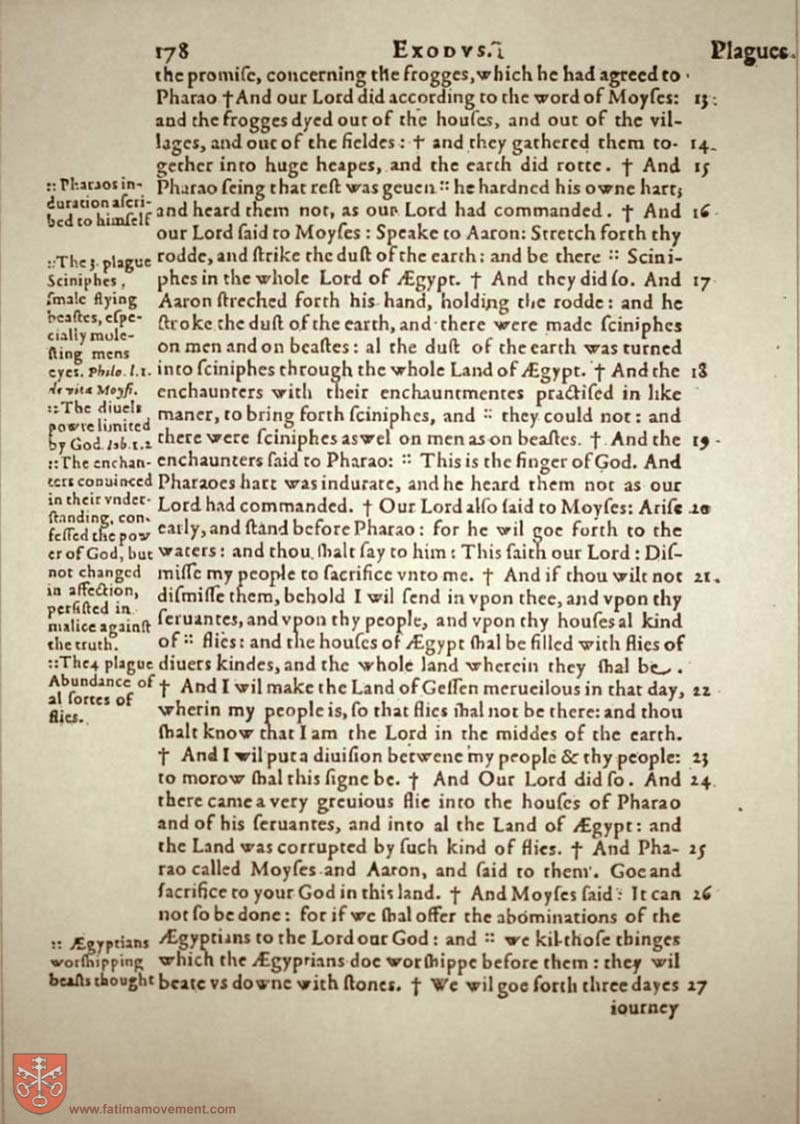 178 EXODVS. Plagues.
the promiſe, concerning the frogges, which he had agreed to
Pharao † And our Lord did according to the word of Moyſes: 13
and the frogges dyed out of the houſes, and out of the vil-
lages, and out of the fieldes: † and they gathered them to- 14
gether into huge heapes, and the earth did rotte. † And 15
Pharao ſeing that reſt was geuen :: he hardned his owne hart;
and heard them not, as our Lord had commanded. † And 16
our Lord ſaid to Moyſes: Speake to Aaron: Stretch forth thy
rodde, and ſtrike the duſt of the earth: and be there :: Scini-
phes in the whole Lord of Ægypt. † And they did ſo. And 17
Aaron ſtreched forth his hand, holding the rodde: and he
ſtroke the duſt of the earth, and there were made ſciniphes
on men and on beaſtes: al the duſt of the earth was turned
into ſciniphes through the whole Land of Ægypt. † And the 18
enchaunters with their enchauntmentes practiſed in like
maner, to bring forth ſciniphes, and :: they could not: and
there were ſciniphes aswel on men as on beaſtes. † And the 19
enchaunters ſaid to Pharao: :: This is the finger of God. And
Pharaoes hart was indurate, and he heard them not as our
Lord had commanded. † Our Lord alſo ſaid to Moyſes: Ariſe 20
early, and ſtand before Pharao: for he wil goe forth to the
waters: and thou ſhalt ſay to him: This ſaith our Lord: Diſ-
miſſe my people to ſacrifice vnto me. † And if thou wilt not 21
diſmiſſe them, behold I wil ſend in vpon thee, and vpon thy
ſeruantes, and vpon thy people, and vpon thy houſes al kind
of :: flies: and the houſes of Ægypt ſhal be filled with flies of
diuers kindes, and the whole land wherein they ſhal be.
† And I wil make the Land of Geſſen merueilous in that day, 22
wherin my people is, ſo that flies ſhal not be there: and thou
ſhalt know that I am the Lord in the middes of the earth.
† And I wil put a diuiſion betwene my people & thy people: 23
to morow ſhal this ſigne be. † And Our Lord did ſo. And 24
there came a very greuious flie into the houſes of Pharao
and of his ſeruantes, and into al the Land of Ægypt: and
the Land was corrupted by ſuch kind of flies. † And Pha- 25
rao called Moyſes and Aaron, and ſaid to them. Goe and
ſacrifice to your God in this land. † And Moyſes ſaid: It can 26
not ſo be done: for if we ſhal offer the abominations of the
Ægyptians to the Lord our God: and :: we kil thoſe thinges
which the Ægyptians doe worſhippe before them: they wil
beate vs downe with ſtones. † We wil goe forth three dayes 27
iourney
:: Pharaos in-
duration aſcri-
bed to himſelf
:: The 3. plague
Sciniphes,
ſmale flying
beaſtes, eſpe-
cially mole-
ſting mens
eyes. Philo. l. 1.
de vita Moyſi.
:: The diuels
powre limited
by God. Iob. 1. 2
:: The enchan-
ters conuinced
in their vnder-
ſtanding, con-
feſſed the pow
er of God, but
not changed
in affection,
perſiſted in
malice againſt
the truth.
:: The 4 plague
Abundance of
al ſortes of
flies.
:: Ægyptians
worſhipping
beaſts thought
www.fatimamovement.com